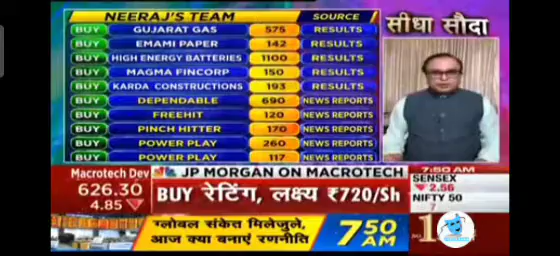 NEERAJ'S TEAM SOURCE
BUY GUJARAT GAS 575 RESULTS
BUY EMAMI PAPER 142 RESULTS
BUY HIGH ENERGY BATTERIES 1100 RESULTS
BUY MAGMA FINCORP 150 RESULTS
BUY KARDA CONSTRUCTIONS 193 RESULTS
BUY DEPENDABLE 690 NEWS REPORTS
BUY FREEHIT 120 NEWS REPORTS
BUY PINCH HITTER 170 NEWS REPORTS
BUY POWER PLAY 260 NEWS REPORTS
BUY POWER PLAY 117 NEWS REPORTS
सीधा सौदा
Macrotech Dev
626.30
4.85
JP MORGAN ON MACROTECH
BUY रेटिंग, लक्ष्य ₹720/Sh
7:50 AM
SENSEX
2.56
NIFTY 50
ग्लोबल संकेत मिलेजुले,
आज क्या बनाएं रणनीति
7 50 AM